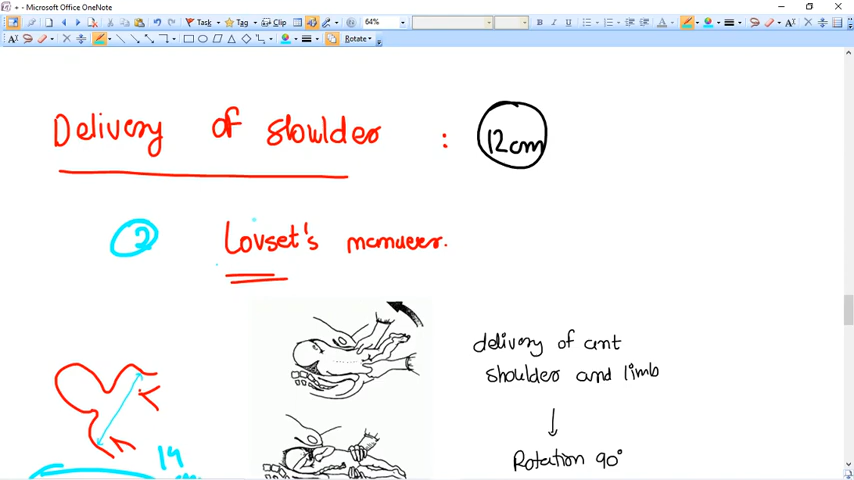 Microsoft Office OneNote
Task
Tag
Clip
64%
B I U
Rotate
Delivery of shoulder : 12cm
2
Lovset's manuver.
delivery of ant
shoulder and limb
Rotation 90°
14